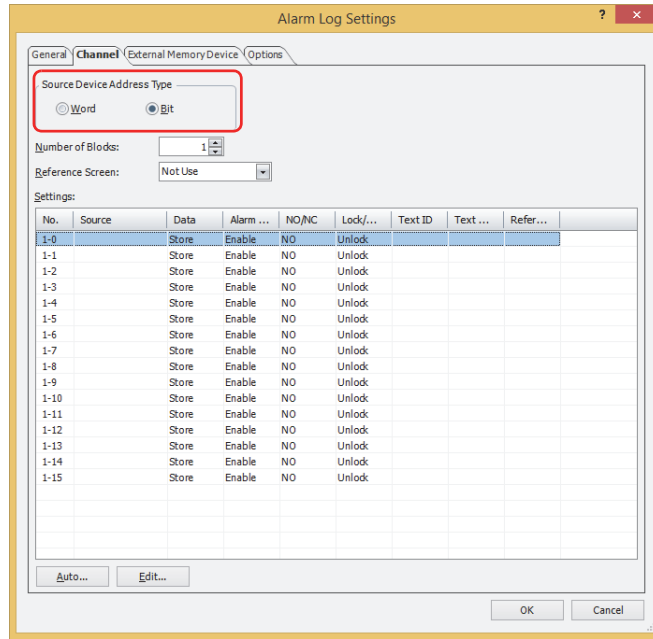 Alarm Log Settings ? ×
General Channel External Memory Device Options
Source Device Address Type
Word Bit
Number of Blocks: 1
Reference Screen: Not Use
Settings:
No. Source Data Alarm ... NO/NC Lock/... Text ID Text ... Refer...
1-0 Store Enable NO Unlock
1-1 Store Enable NO Unlock
1-2 Store Enable NO Unlock
1-3 Store Enable NO Unlock
1-4 Store Enable NO Unlock
1-5 Store Enable NO Unlock
1-6 Store Enable NO Unlock
1-7 Store Enable NO Unlock
1-8 Store Enable NO Unlock
1-9 Store Enable NO Unlock
1-10 Store Enable NO Unlock
1-11 Store Enable NO Unlock
1-12 Store Enable NO Unlock
1-13 Store Enable NO Unlock
1-14 Store Enable NO Unlock
1-15 Store Enable NO Unlock
Auto... Edit...
OK Cancel